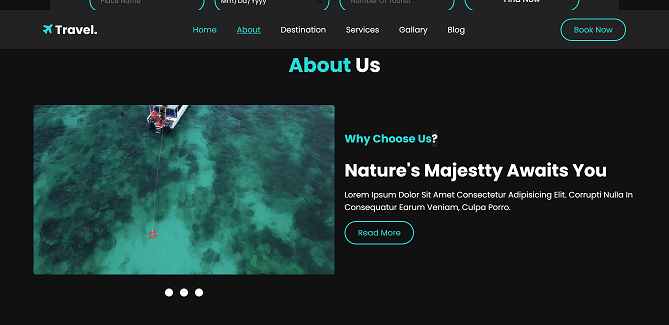 Place Name
Mm/Dd/Yyyy
Number Of Tourist
Find Now
Travel.
Home
About
Destination
Services
Gallary
Blog
Book Now
About Us
Why Choose Us?
Nature's Majestty Awaits You
Lorem Ipsum Dolor Sit Amet Consectetur Adipisicing Elit. Corrupti Nulla In
Consequatur Earum Veniam, Culpa Porro.
Read More